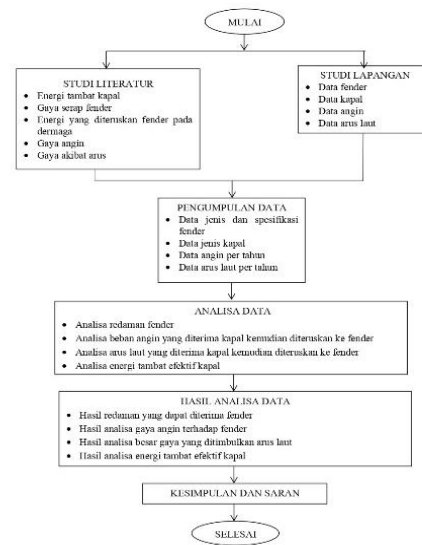 MULAI
STUDI LITERATUR
• Energi tambat kapal
• Gaya serap fender
• Energi yang diteruskan fender pada
dermaga
• Gaya angin
• Gaya akibat arus
STUDI LAPANGAN
• Data fender
• Data kapal
• Data angin
• Data arus laut
PENGUMPULAN DATA
• Data jenis dan spesifikasi
fender
• Data jenis kapal
• Data angin per tahun
• Data arus laut per tahun
ANALISA DATA
• Analisa redaman fender
• Analisa beban angin yang diterima kapal kemudian diteruskan ke fender
• Analisa arus laut yang diterima kapal kemudian diteruskan ke fender
• Analisa energi tambat efektif kapal
HASIL ANALISA DATA
• Hasil redaman yang dapat diterima fender
• Hasil analisa gaya angin terhadap fender
• Hasil analisa besar gaya yang ditimbulkan arus laut
• Hasil analisa energi tambat efektif kapal
KESIMPULAN DAN SARAN
SELESAI